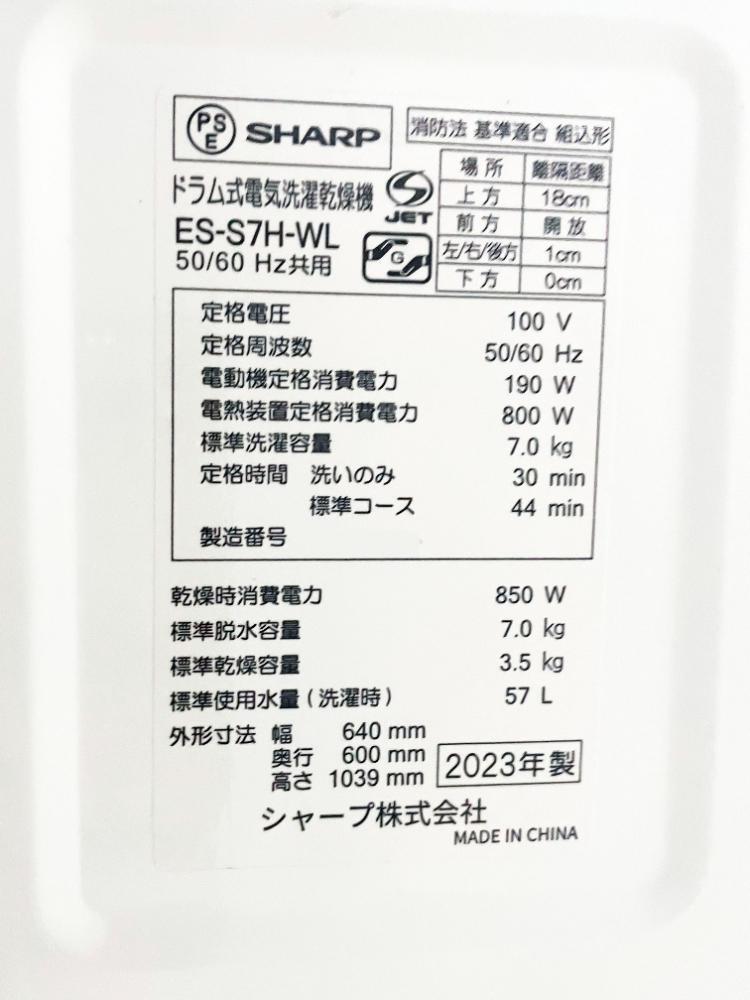 PSE SHARP
消防法 基準適合 組込形
場所 離隔距離
上方 18cm
前方 開放
左/右/後方 1cm
下方 0cm
ドラム式電気洗濯乾燥機
S JET
ES-S7H-WL
G
50/60 Hz共用
定格電圧 100 V
定格周波数 50/60 Hz
電動機定格消費電力 190 W
電熱装置定格消費電力 800 W
標準洗濯容量 7.0 kg
定格時間 洗いのみ 30 min
標準コース 44 min
製造番号
乾燥時消費電力 850 W
標準脱水容量 7.0 kg
標準乾燥容量 3.5 kg
標準使用水量(洗濯時) 57 L
外形寸法 幅 640 mm
奥行 600 mm
高さ 1039 mm
2023年製
シャープ株式会社
MADE IN CHINA